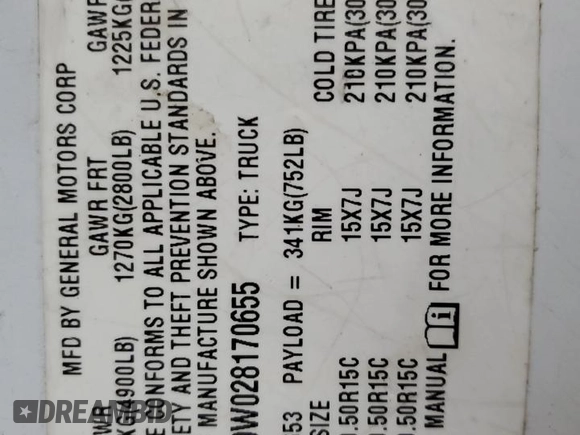 MFD BY GENERAL MOTORS CORP
GAWR FRT GAWR
KG(4900LB) 1270KG(2800LB) 1225KG(
E CONFORMS TO ALL APPLICABLE U.S. FEDER
ETY AND THEFT PREVENTION STANDARDS IN
MANUFACTURE SHOWN ABOVE.
W028170655 TYPE: TRUCK
53 PAYLOAD = 341KG(752LB)
SIZE RIM COLD TIRE
.50R15C 15X7J 210KPA(30
.50R15C 15X7J 210KPA(30
.50R15C 15X7J 210KPA(30
MANUAL FOR MORE INFORMATION.
DREAMBID